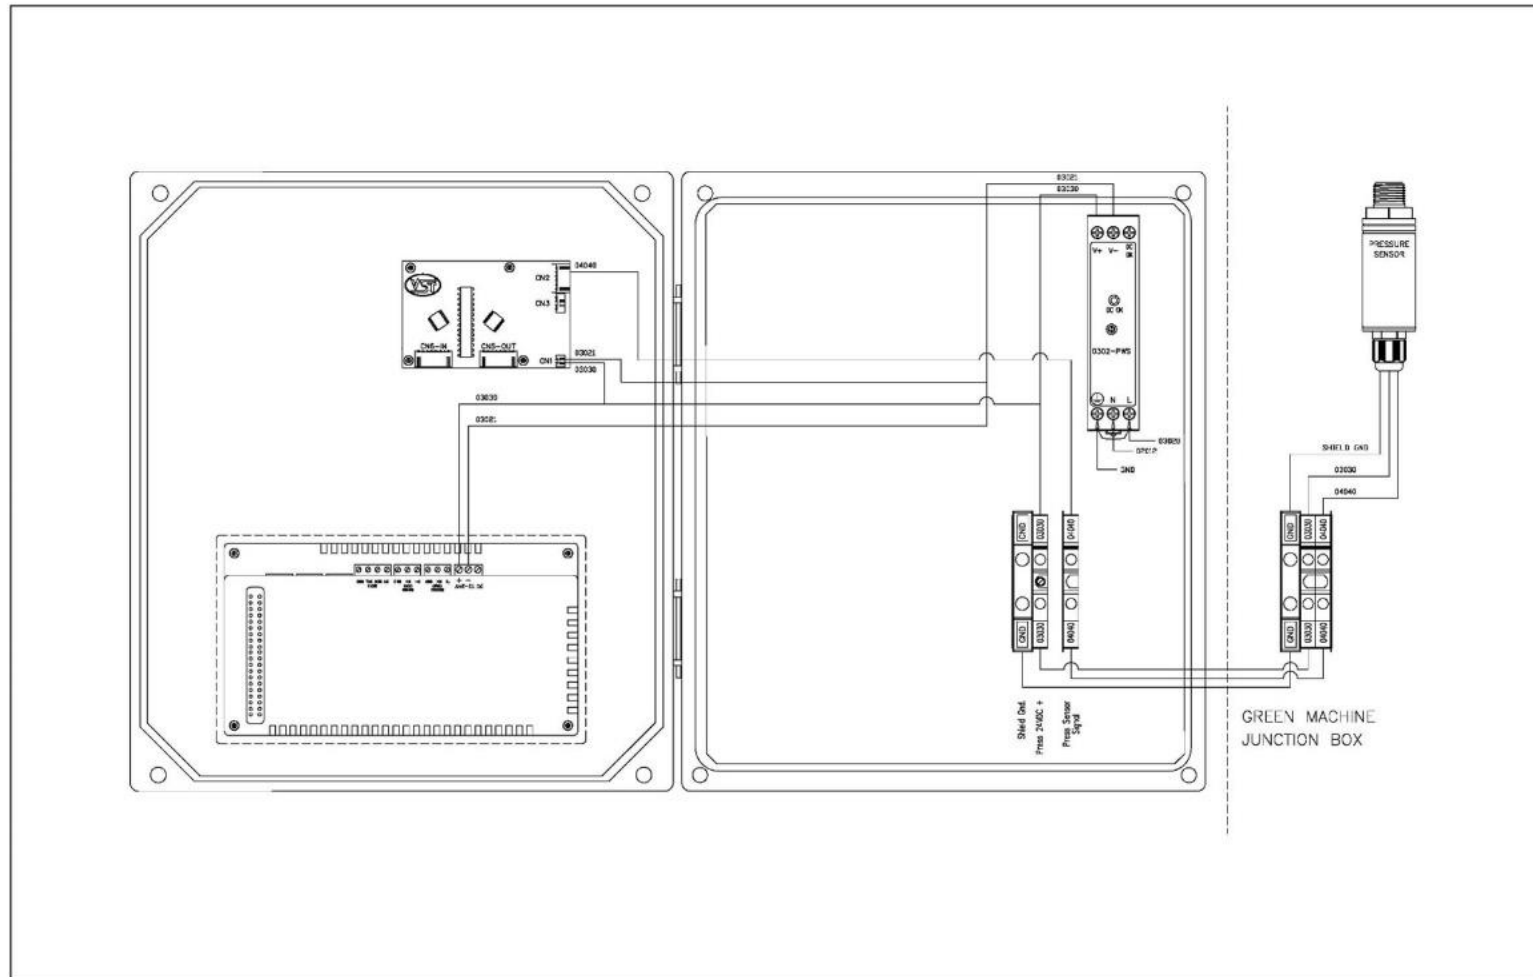 03021
03030
V+ V- DC OK
DC OK
0302-PWS
N L
03020
02012
GND
VST
CN2
04040
CN3
CN6-IN
CN5-OUT
CN1
03021
03030
03030
03021
+ -
PRESSURE
SENSOR
SHIELD GND
03030
04040
GND
03030
04040
GND
03030
04040
GND
03030
04040
GND
03030
04040
Shield Gnd.
Press 24VDC +
Press Sensor
Signal
GREEN MACHINE
JUNCTION BOX